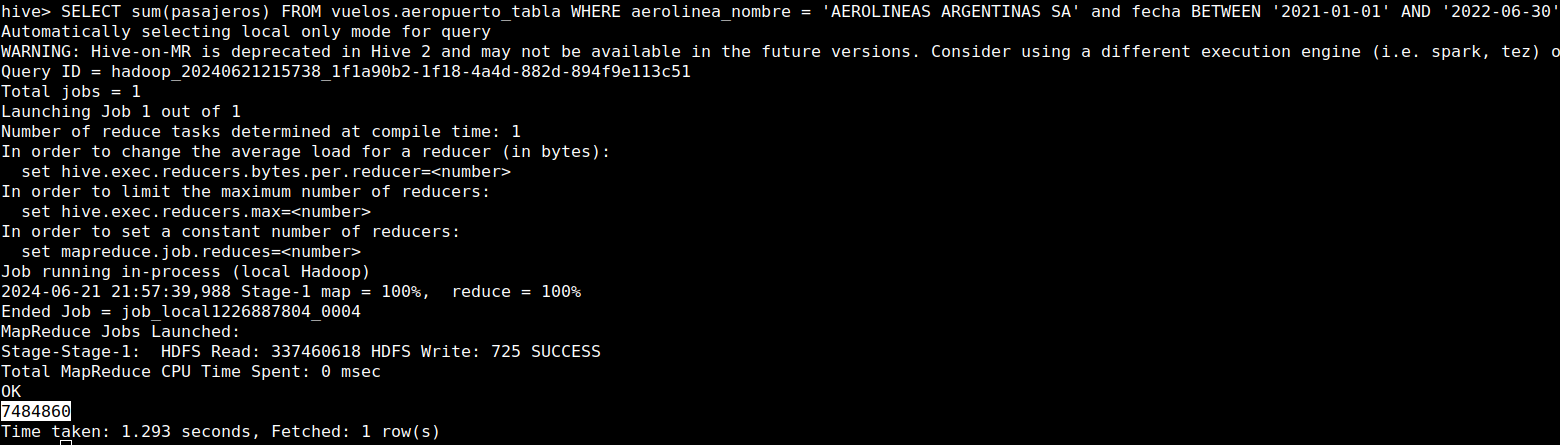 hive> SELECT sum(pasajeros) FROM vuelos.aeropuerto_tabla WHERE aerolinea_nombre = 'AEROLINEAS ARGENTINAS SA' and fecha BETWEEN '2021-01-01' AND '2022-06-30'
Automatically selecting local only mode for query
WARNING: Hive-on-MR is deprecated in Hive 2 and may not be available in the future versions. Consider using a different execution engine (i.e. spark, tez) o
Query ID = hadoop_20240621215738_1f1a90b2-1f18-4a4d-882d-894f9e113c51
Total jobs = 1
Launching Job 1 out of 1
Number of reduce tasks determined at compile time: 1
In order to change the average load for a reducer (in bytes):
  set hive.exec.reducers.bytes.per.reducer=<number>
In order to limit the maximum number of reducers:
  set hive.exec.reducers.max=<number>
In order to set a constant number of reducers:
  set mapreduce.job.reduces=<number>
Job running in-process (local Hadoop)
2024-06-21 21:57:39,988 Stage-1 map = 100%,  reduce = 100%
Ended Job = job_local1226887804_0004
MapReduce Jobs Launched:
Stage-Stage-1:  HDFS Read: 337460618 HDFS Write: 725 SUCCESS
Total MapReduce CPU Time Spent: 0 msec
OK
7484860
Time taken: 1.293 seconds, Fetched: 1 row(s)